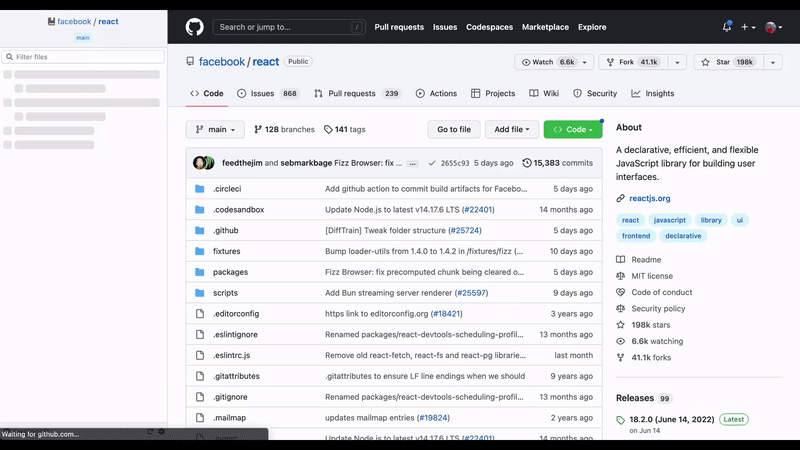 facebook / react
main
Filter files
Search or jump to... /
Pull requests Issues Codespaces Marketplace Explore
facebook / react Public
Watch 6.6k
Fork 41.1k
Star 198k
Code
Issues 868
Pull requests 239
Actions
Projects
Wiki
Security
Insights
main
128 branches
141 tags
Go to file
Add file
Code
feedthejim and sebmarkbage Fizz Browser: fix ... ... 2655c93 5 days ago 15,383 commits
.circleci Add github action to commit build artifacts for Facebo... 5 days ago
.codesandbox Update Node.js to latest v14.17.6 LTS (#22401) 14 months ago
.github [DiffTrain] Tweak folder structure (#25724) 5 days ago
fixtures Bump loader-utils from 1.4.0 to 1.4.2 in /fixtures/fizz (... 10 days ago
packages Fizz Browser: fix precomputed chunk being cleared o... 5 days ago
scripts Add Bun streaming server renderer (#25597) 9 days ago
.editorconfig https link to editorconfig.org (#18421) 3 years ago
.eslintignore Renamed packages/react-devtools-scheduling-profil... 13 months ago
.eslintrc.js Remove old react-fetch, react-fs and react-pg librarie... last month
.gitattributes .gitattributes to ensure LF line endings when we should 9 years ago
.gitignore Renamed packages/react-devtools-scheduling-profil... 13 months ago
.mailmap updates mailmap entries (#19824) 2 years ago
Update Node.js to latest v14.17.6 LTS (#22401) 14 months ago
About
A declarative, efficient, and flexible
JavaScript library for building user
interfaces.
reactjs.org
react javascript library ui
frontend declarative
Readme
MIT license
Code of conduct
Security policy
198k stars
6.6k watching
41.1k forks
Releases 99
18.2.0 (June 14, 2022) Latest
on Jun 14
Waiting for github.com...